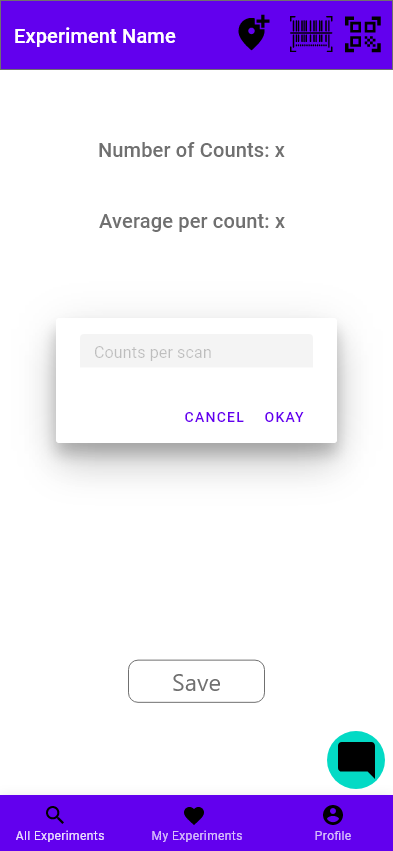 Experiment Name
Number of Counts: x
Average per count: x
Counts per scan
CANCEL OKAY
Save
All Experiments My Experiments Profile